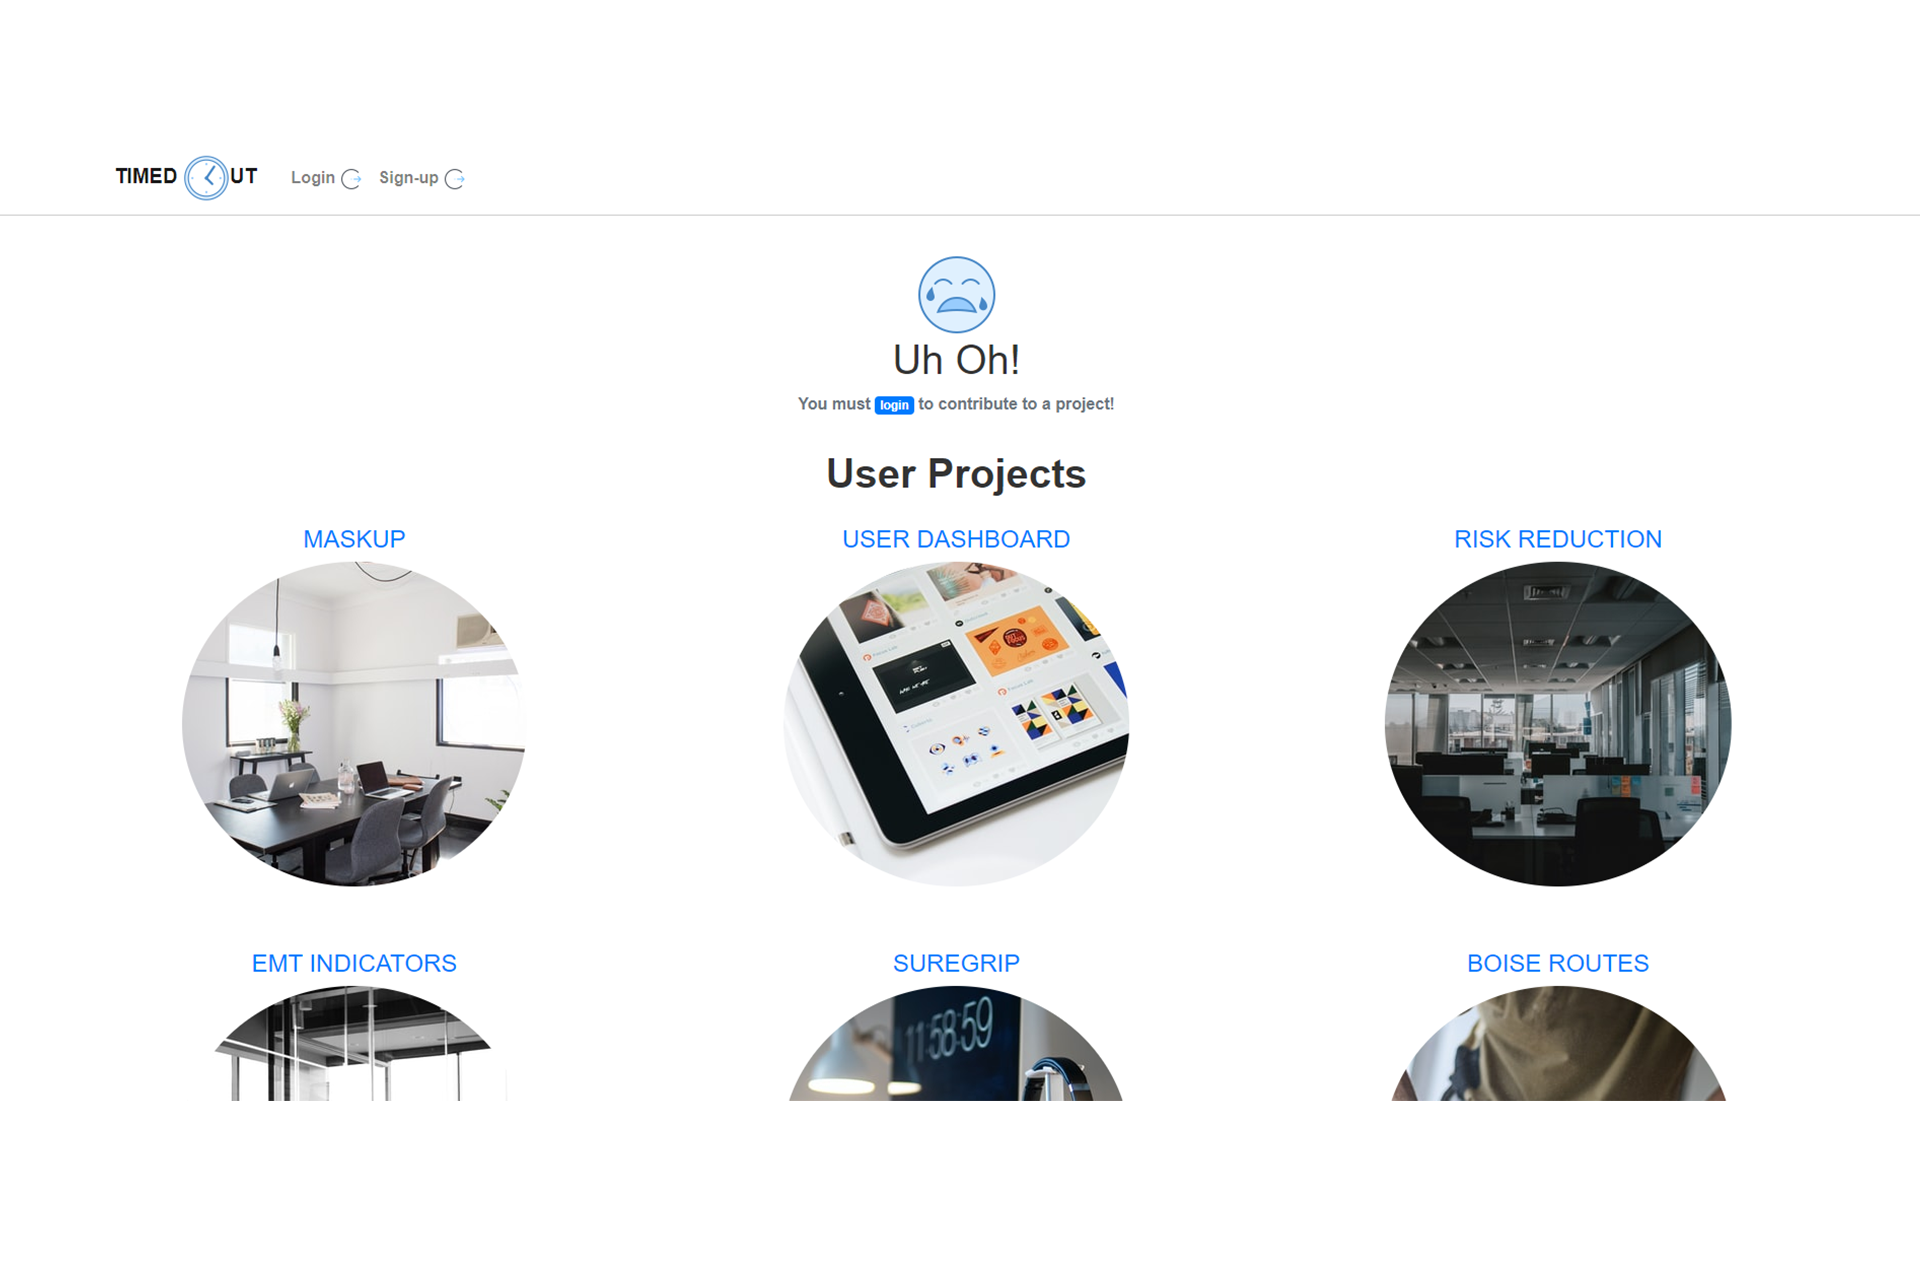 TIMED UT Login Sign-up
Uh Oh!
You must login to contribute to a project!
User Projects
MASKUP USER DASHBOARD RISK REDUCTION
EMT INDICATORS SUREGRIP BOISE ROUTES
11:58:59